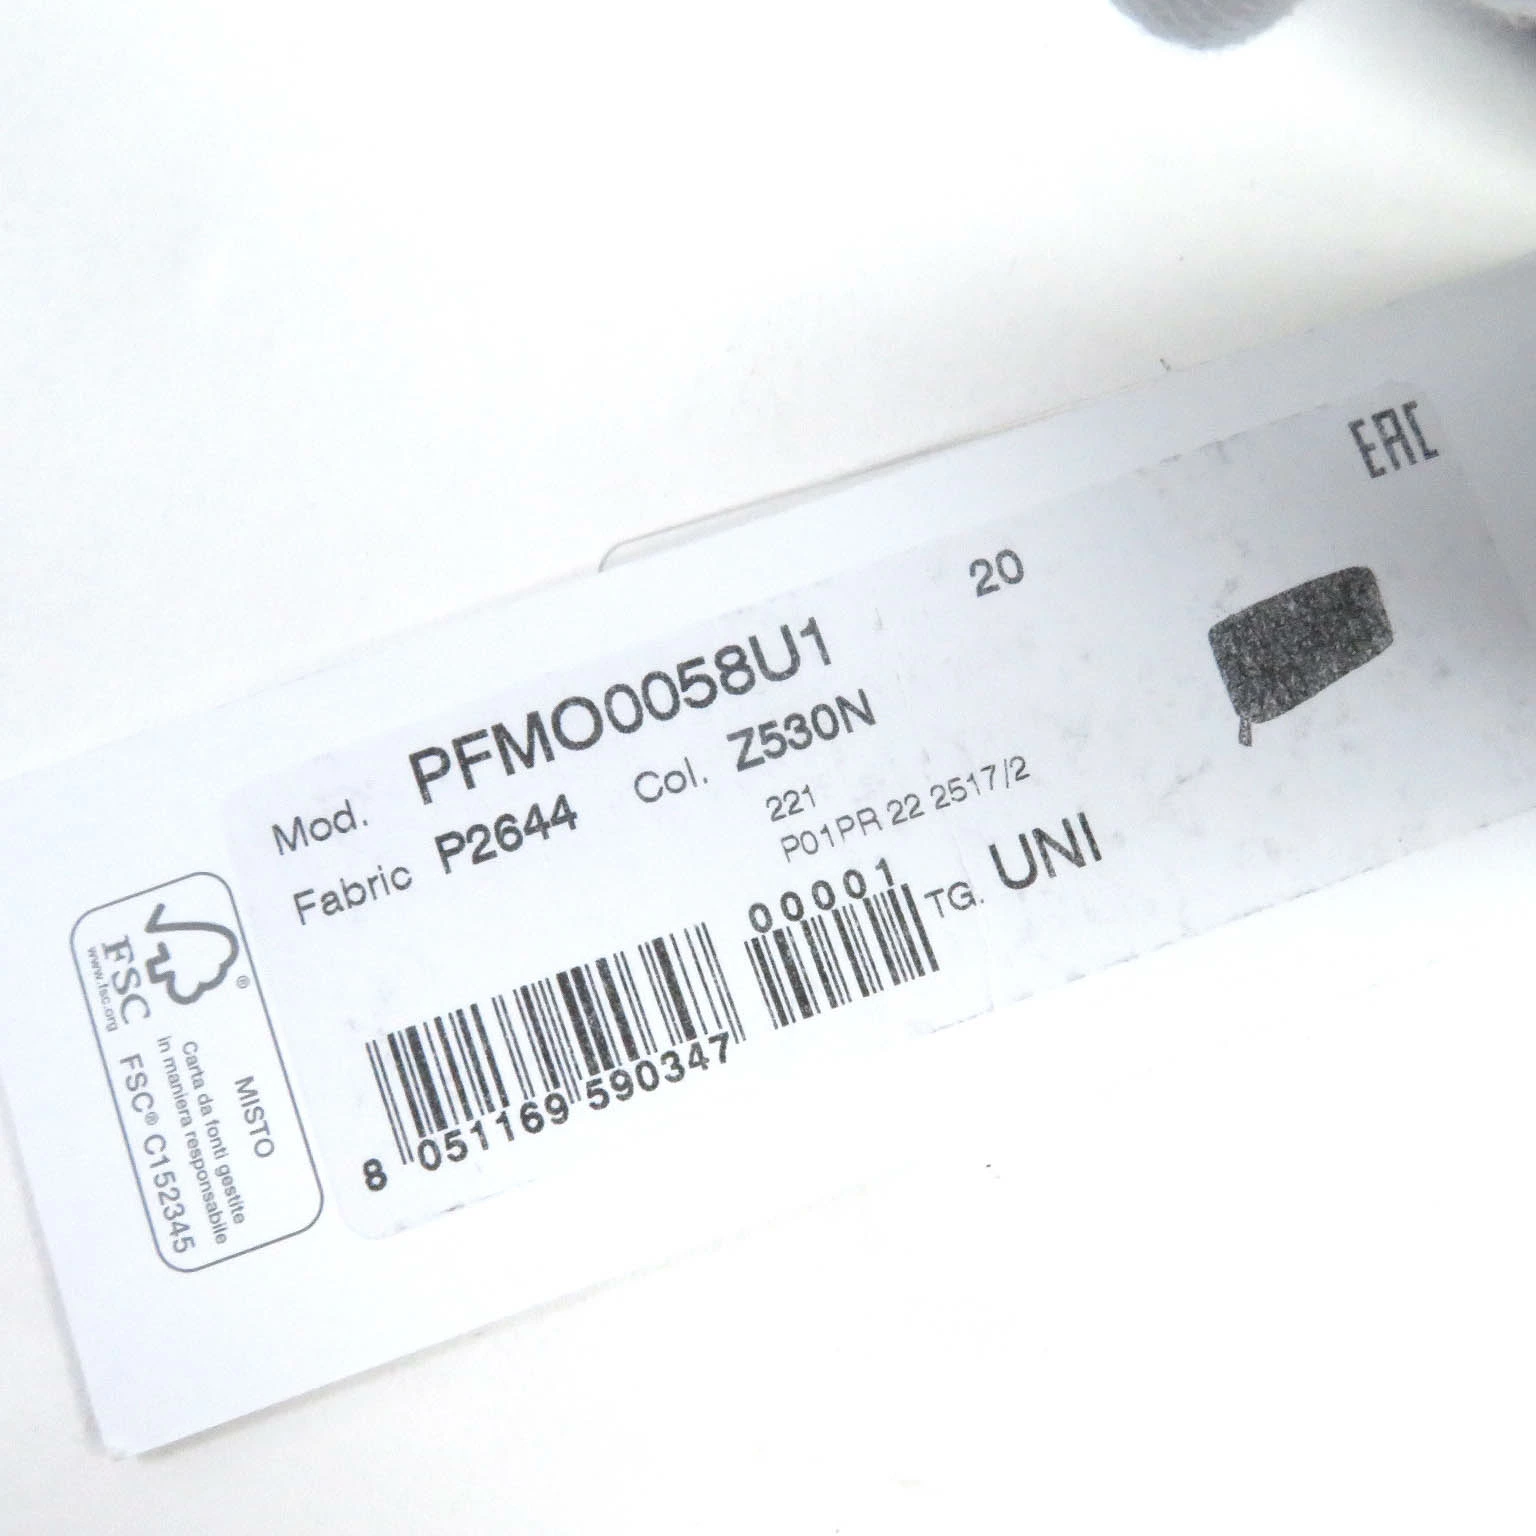 EAC
20
Mod. PFMO0058U1
Fabric P2644 Col. Z530N
221
P01PR 22 2517/2
00001
TG. UNI
8 051169 590347
FSC
®
www.fsc.org
MISTO
Carta da fonti gestite
in maniera responsabile
FSC® C152345